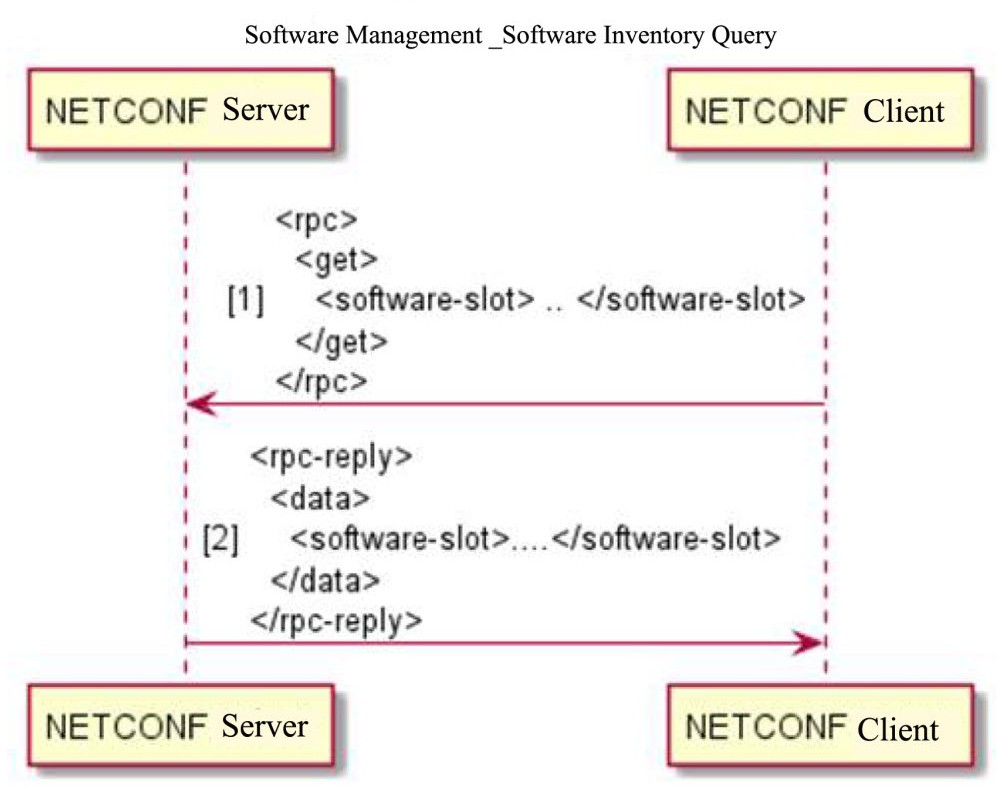 Software Management _Software Inventory Query
NETCONF Server
NETCONF Client
<rpc>
<get>
[1] <software-slot> .. </software-slot>
</get>
</rpc>
<rpc-reply>
<data>
[2] <software-slot>....</software-slot>
</data>
</rpc-reply>
NETCONF Server
NETCONF Client